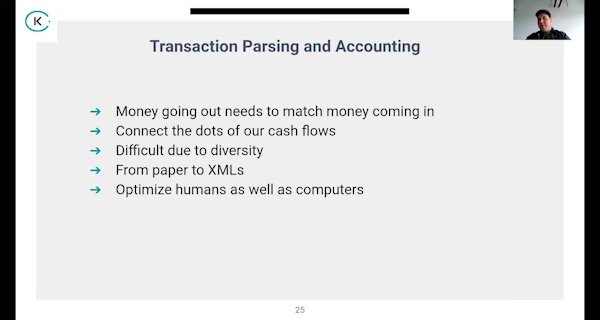 K
Transaction Parsing and Accounting
➔ Money going out needs to match money coming in
➔ Connect the dots of our cash flows
➔ Difficult due to diversity
➔ From paper to XMLs
➔ Optimize humans as well as computers
25